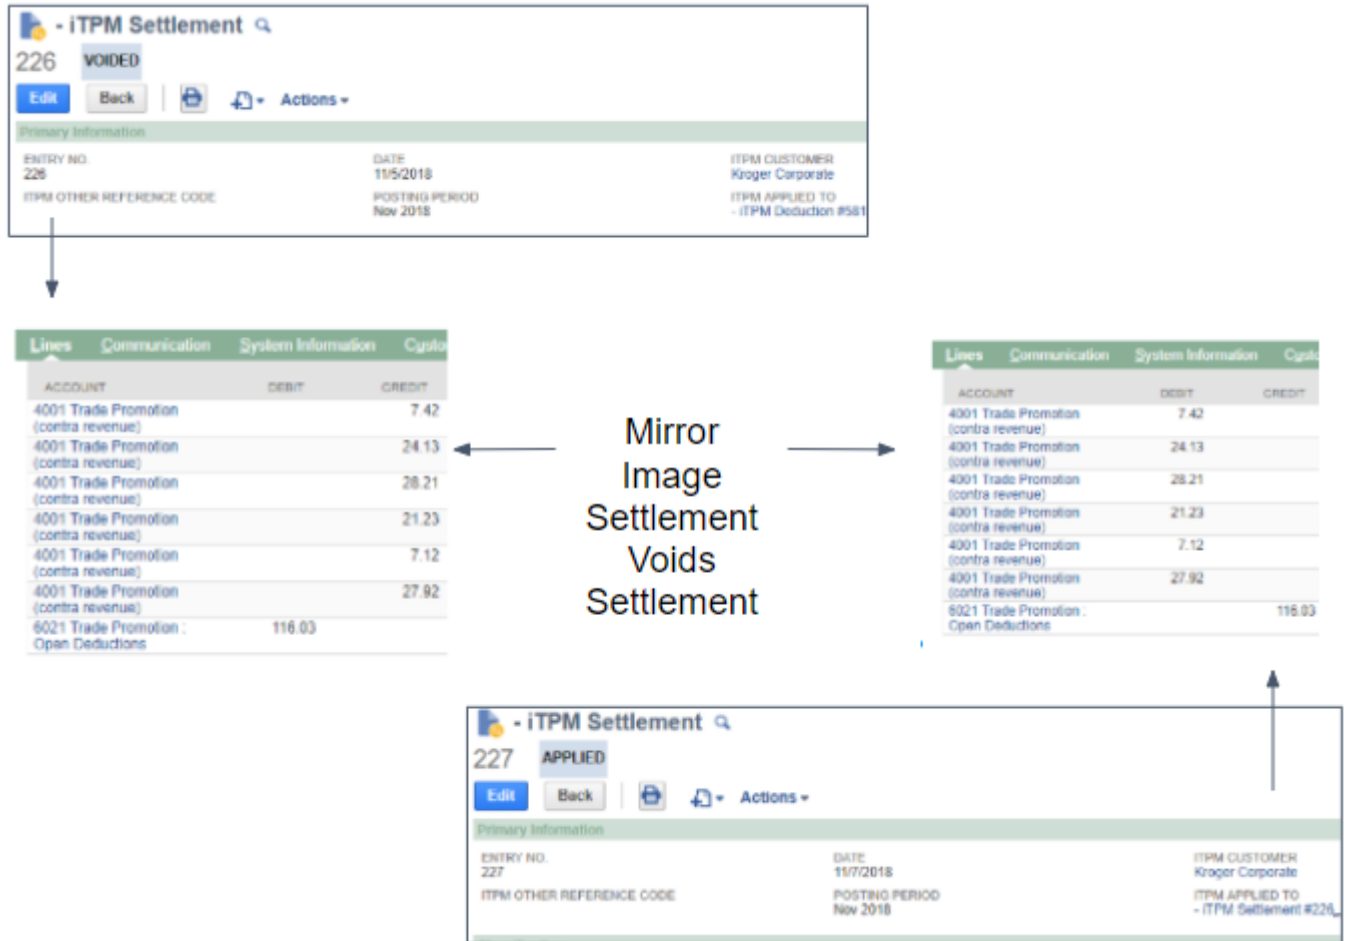 - iTPM Settlement
226 VOIDED
Edit Back Actions
Primary Information
ENTRY NO. DATE ITPM CUSTOMER
226 11/5/2018 Kroger Corporate
ITPM OTHER REFERENCE CODE POSTING PERIOD ITPM APPLIED TO
Nov 2018 - iTPM Deduction #581
Lines Communication System Information Custo
ACCOUNT DEBIT CREDIT
4001 Trade Promotion 7.42
(contra revenue)
4001 Trade Promotion 24.13
(contra revenue)
4001 Trade Promotion 28.21
(contra revenue)
4001 Trade Promotion 21.23
(contra revenue)
4001 Trade Promotion 7.12
(contra revenue)
4001 Trade Promotion 27.92
(contra revenue)
6021 Trade Promotion : 116.03
Open Deductions
Mirror
Image
Settlement
Voids
Settlement
Lines Communication System Information Custo
ACCOUNT DEBIT CREDIT
4001 Trade Promotion 7.42
(contra revenue)
4001 Trade Promotion 24.13
(contra revenue)
4001 Trade Promotion 28.21
(contra revenue)
4001 Trade Promotion 21.23
(contra revenue)
4001 Trade Promotion 7.12
(contra revenue)
4001 Trade Promotion 27.92
(contra revenue)
6021 Trade Promotion : 116.03
Open Deductions
- iTPM Settlement
227 APPLIED
Edit Back Actions
Primary Information
ENTRY NO. DATE ITPM CUSTOMER
227 11/7/2018 Kroger Corporate
ITPM OTHER REFERENCE CODE POSTING PERIOD ITPM APPLIED TO
Nov 2018 - iTPM Settlement #226